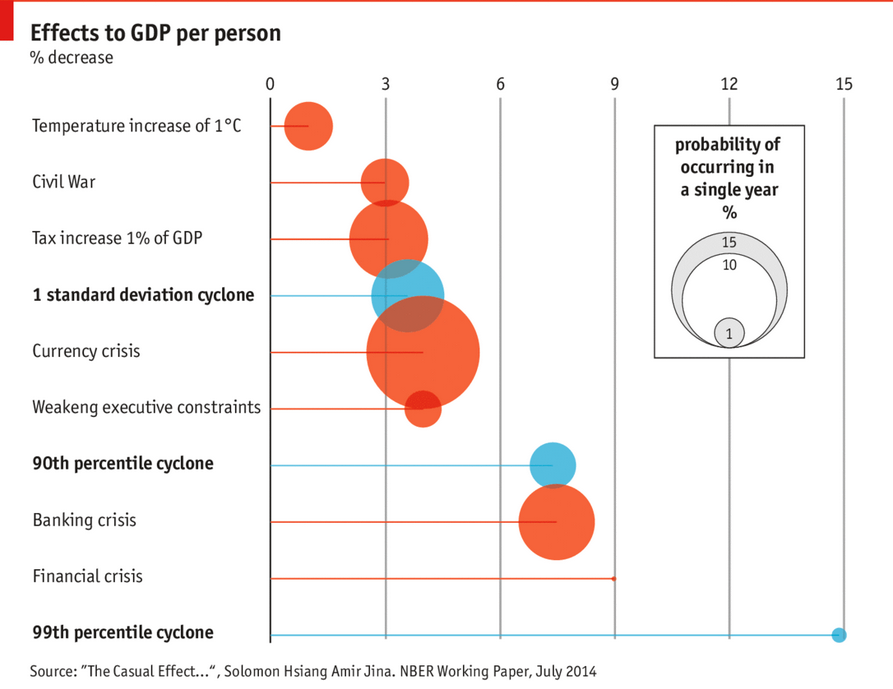 Effects to GDP per person
% decrease
0 3 6 9 12 15
Temperature increase of 1°C
Civil War
Tax increase 1% of GDP
1 standard deviation cyclone
Currency crisis
Weakeng executive constraints
90th percentile cyclone
Banking crisis
Financial crisis
99th percentile cyclone
probability of
occurring in
a single year
%
15
10
1
Source: ”The Casual Effect...“, Solomon Hsiang Amir Jina. NBER Working Paper, July 2014